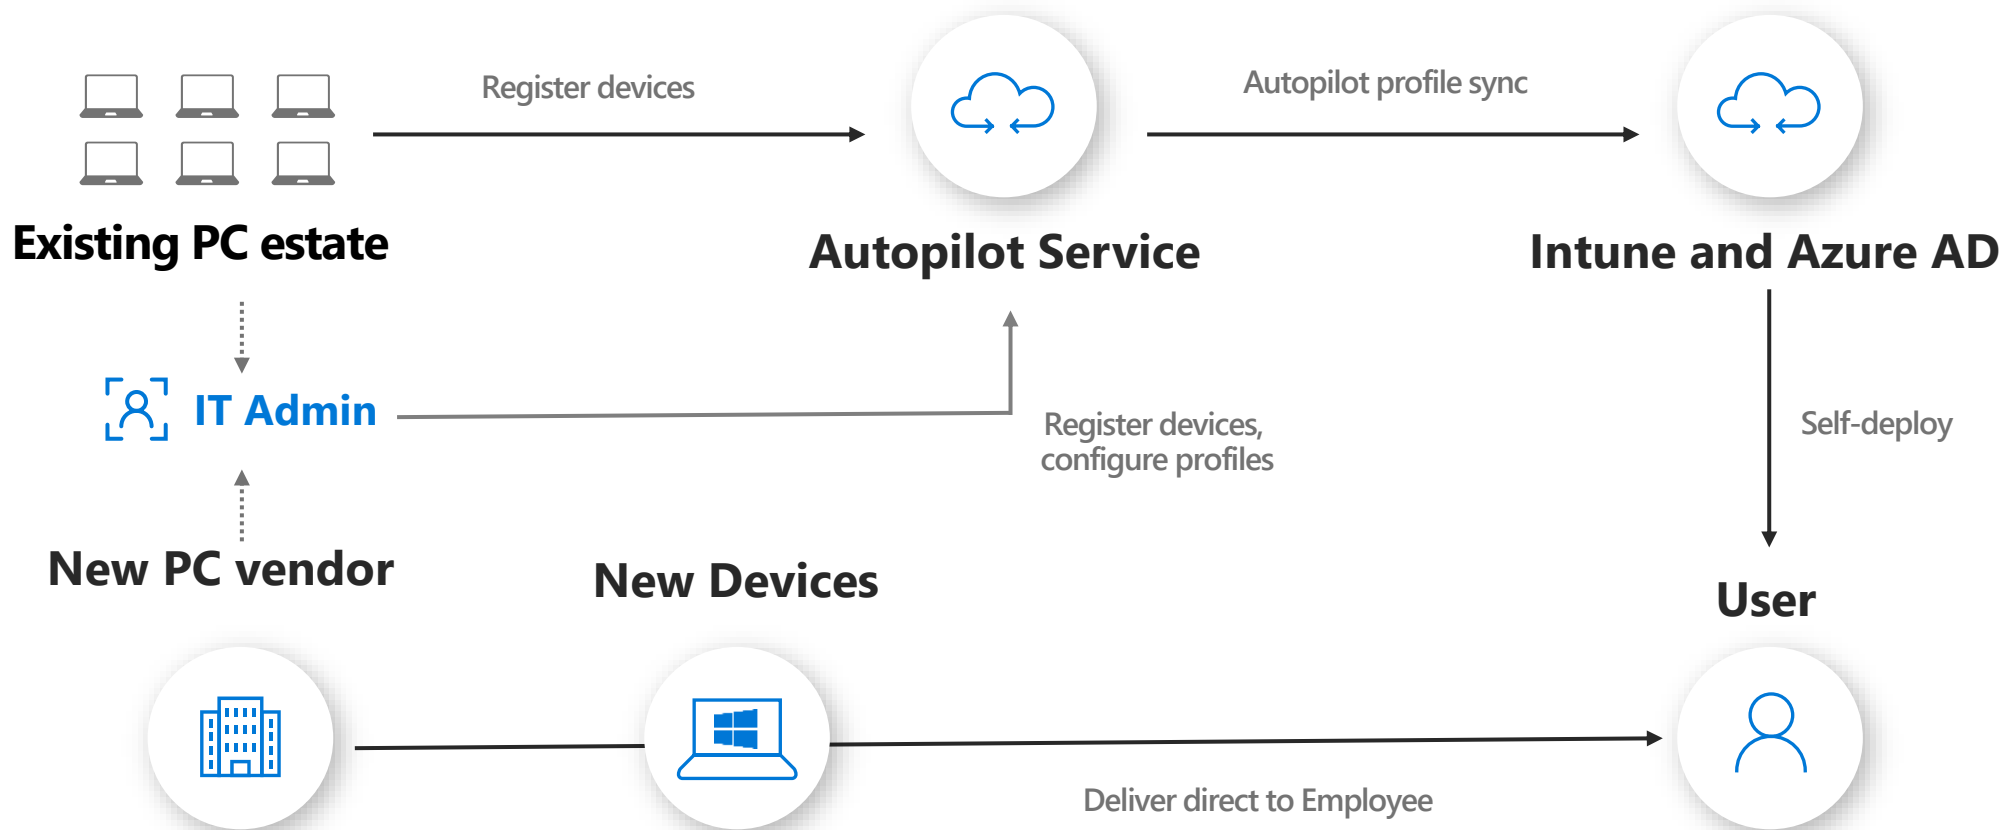 Register devices
Autopilot profile sync
Existing PC estate
Autopilot Service
Intune and Azure AD
IT Admin
Register devices,
configure profiles
Self-deploy
New PC vendor
New Devices
User
Deliver direct to Employee